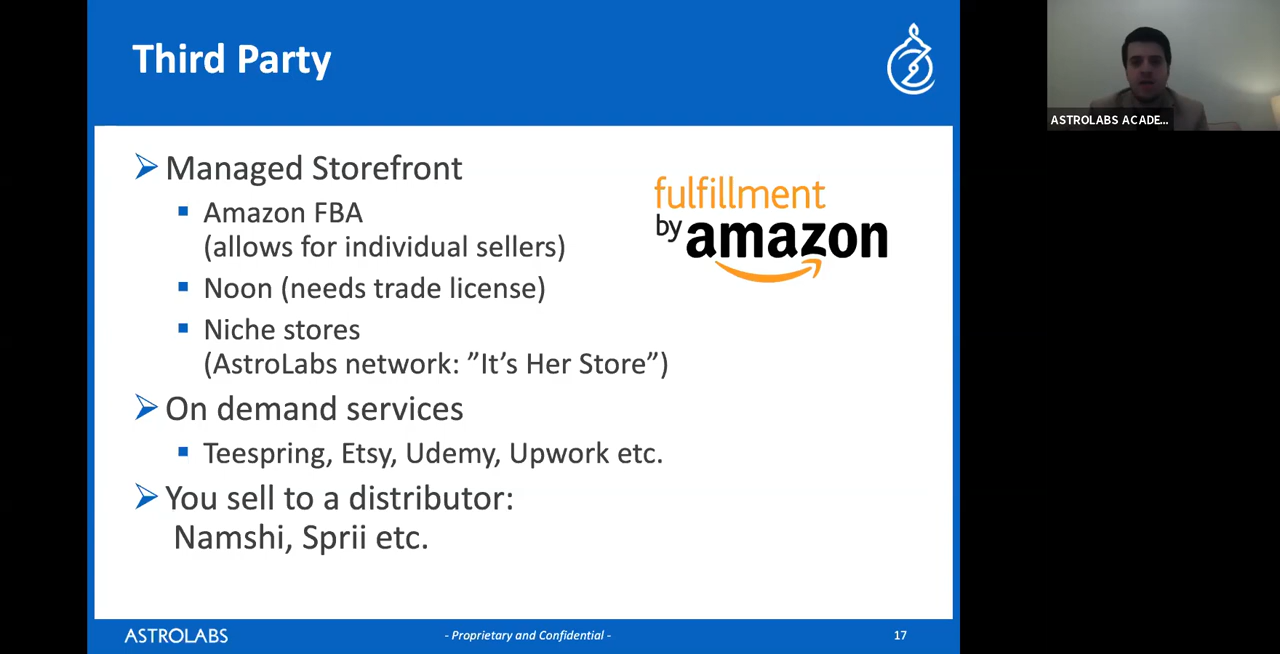 Third Party
Managed Storefront
Amazon FBA
(allows for individual sellers)
Noon (needs trade license)
Niche stores
(AstroLabs network: ”It’s Her Store”)
On demand services
Teespring, Etsy, Udemy, Upwork etc.
You sell to a distributor:
Namshi, Sprii etc.
fulfillment
by amazon
ASTROLABS
- Proprietary and Confidential -
17
ASTROLABS ACADE...